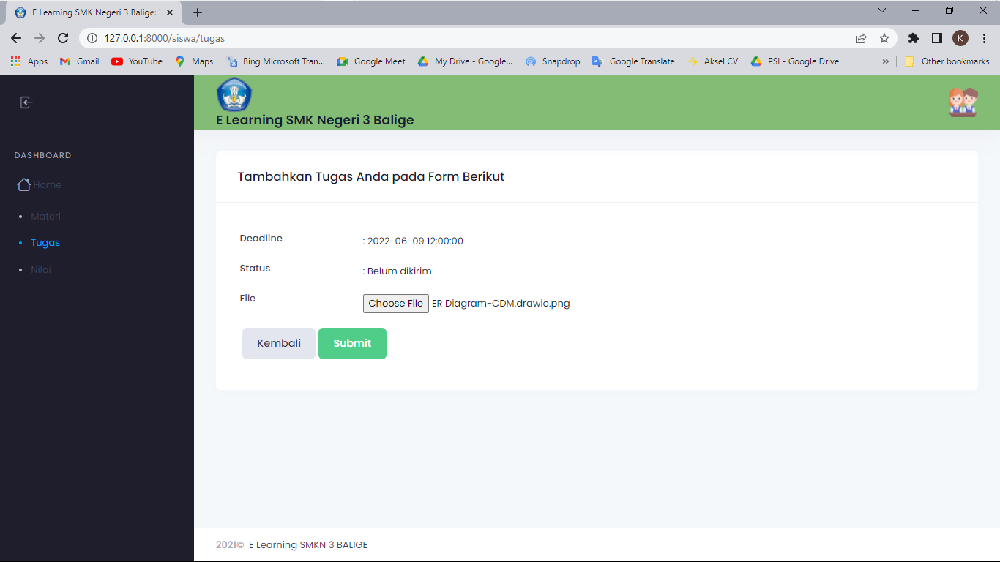 E Learning SMK Negeri 3 Balige:
127.0.0.1:8000/siswa/tugas
K
Apps Gmail YouTube Maps Bing Microsoft Tran... Google Meet My Drive - Google... Snapdrop Google Translate Aksel CV PSI - Google Drive » Other bookmarks
E Learning SMK Negeri 3 Balige
DASHBOARD
Home
Materi
Tugas
Nilai
Tambahkan Tugas Anda pada Form Berikut
Deadline : 2022-06-09 12:00:00
Status : Belum dikirim
File Choose File ER Diagram-CDM.drawio.png
Kembali Submit
2021© E Learning SMKN 3 BALIGE